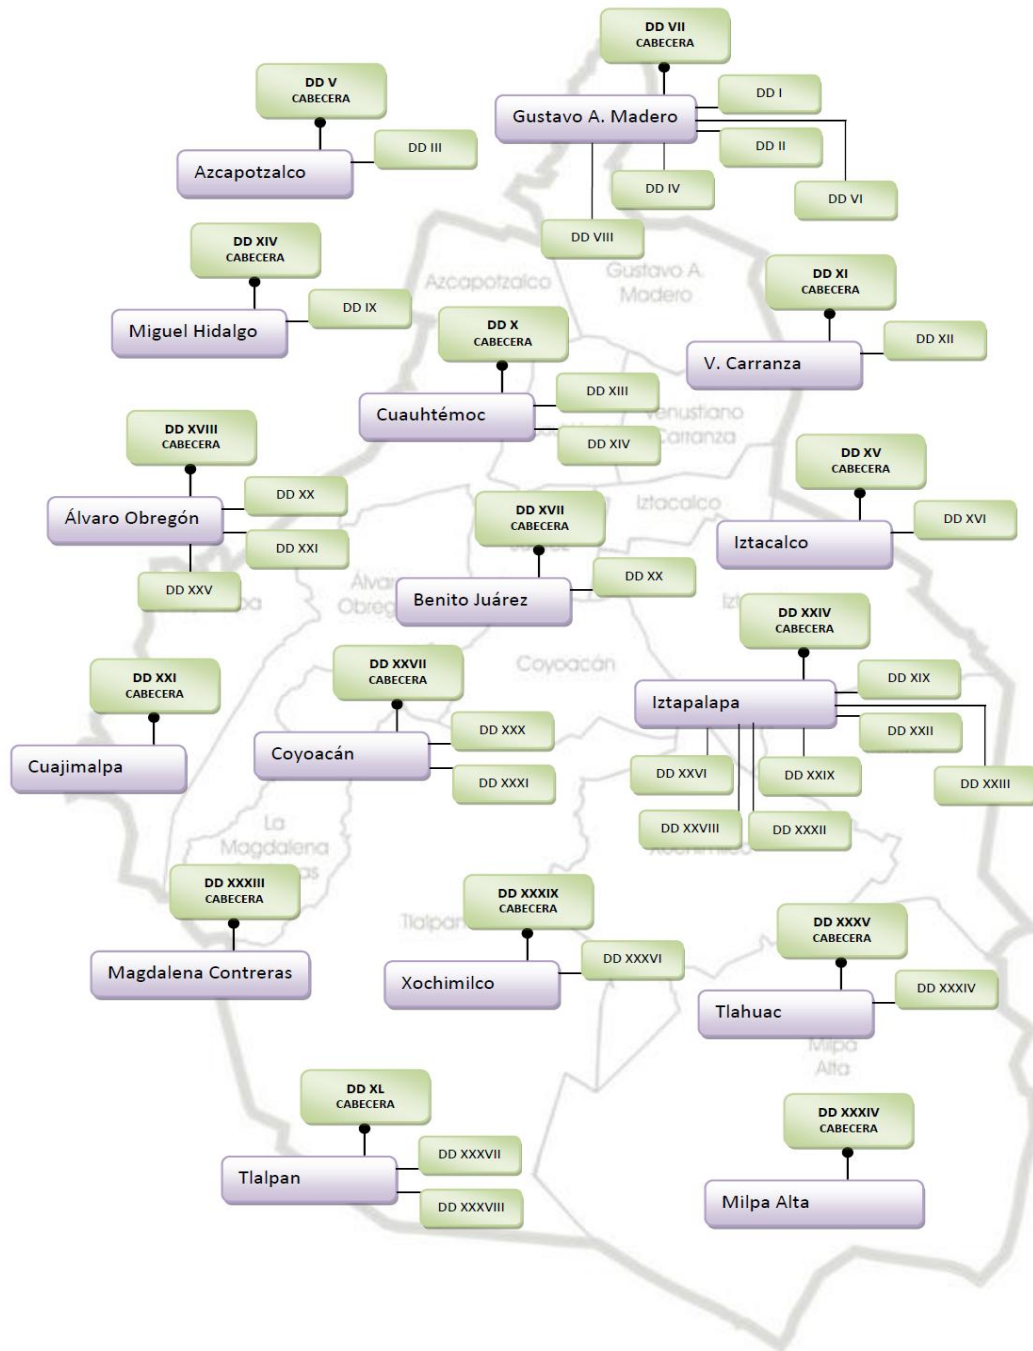 DD VII
CABECERA
DD V
CABECERA
DD I
Gustavo A. Madero
DD III
DD II
Azcapotzalco
DD IV
DD VI
DD VIII
DD XIV
CABECERA
Azcapotzalco
Gustavo A.
Madero
DD XI
CABECERA
DD IX
Miguel Hidalgo
DD X
CABECERA
DD XII
V. Carranza
DD XIII
Cuauhtémoc
Venustiano
Carranza
DD XIV
DD XVIII
CABECERA
DD XV
CABECERA
DD XX
Iztacalco
Álvaro Obregón
DD XVII
CABECERA
DD XVI
Iztacalco
DD XXI
DD XXV
DD XX
Benito Juárez
DD XXIV
CABECERA
Coyoacán
DD XXVII
CABECERA
DD XXI
CABECERA
DD XIX
Iztapalapa
DD XXX
DD XXII
Coyoacán
Cuajimalpa
DD XXVI
DD XXIX
DD XXXI
DD XXIII
DD XXVIII
DD XXXII
La
Magdalena
Xochimilco
DD XXXIII
CABECERA
DD XXXIX
CABECERA
Tlalpan
DD XXXV
CABECERA
DD XXXVI
Magdalena Contreras
Xochimilco
DD XXXIV
Tlahuac
Milpa
Alta
DD XL
CABECERA
DD XXXIV
CABECERA
DD XXXVII
Tlalpan
DD XXXVIII
Milpa Alta